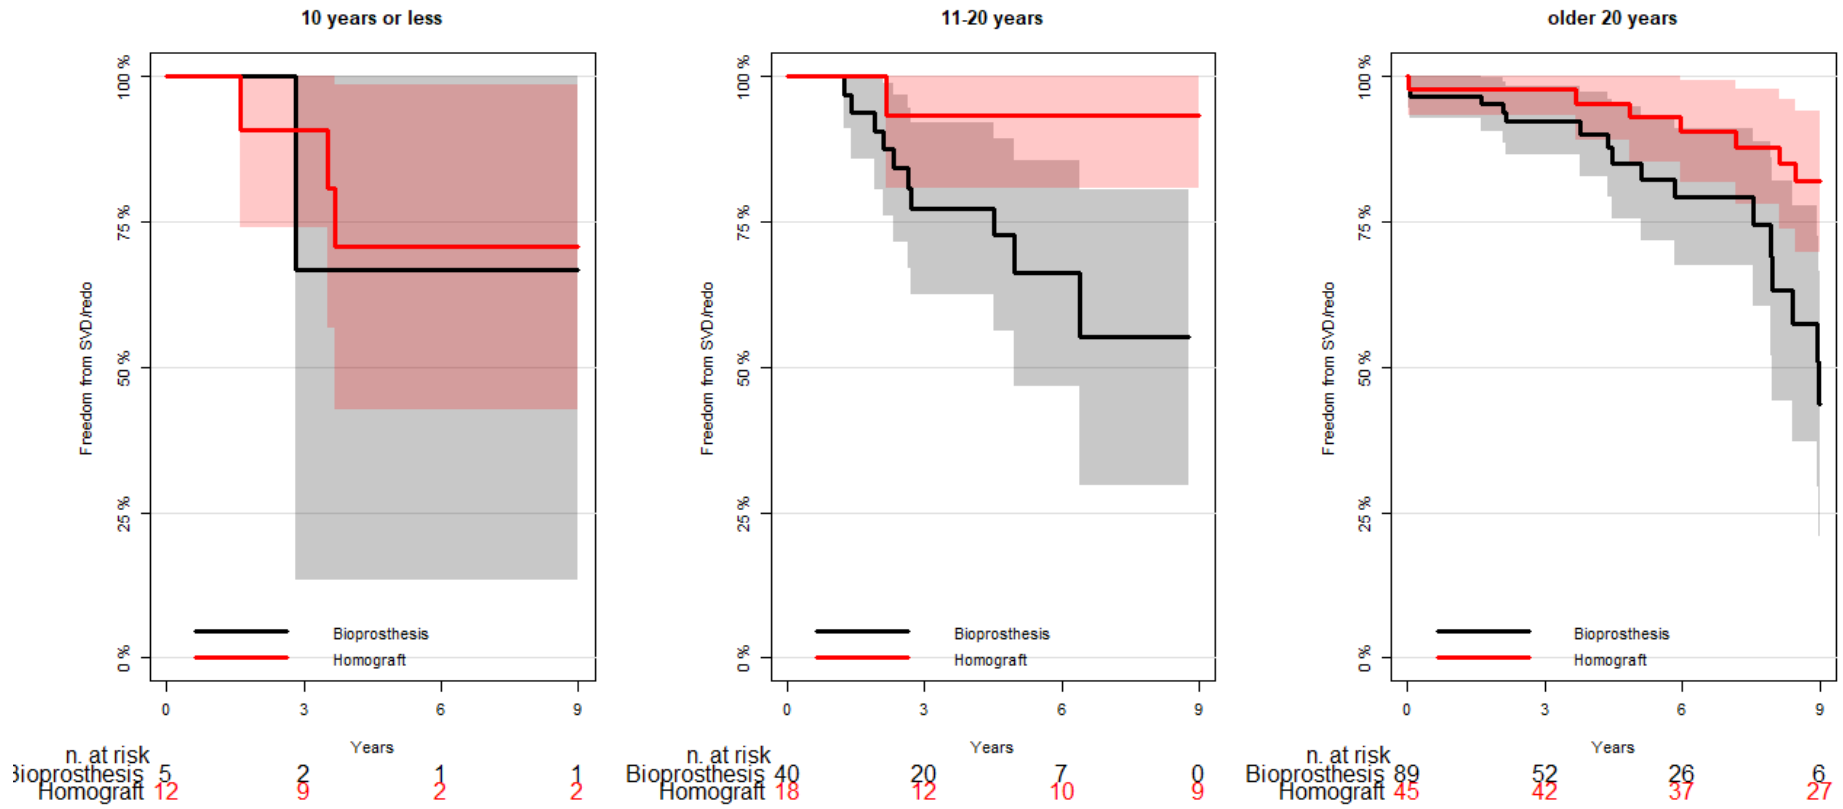 10 years or less
Freedom from SVD/redo
100 %
75 %
50 %
25 %
0 %
Bioprosthesis
Homograft
0 3 6 9
Years
n. at risk
Bioprosthesis 5 2 1 1
Homograft 12 9 2 2
11-20 years
Freedom from SVD/redo
100 %
75 %
50 %
25 %
0 %
Bioprosthesis
Homograft
0 3 6 9
Years
n. at risk
Bioprosthesis 40 20 7 0
Homograft 18 12 10 9
older 20 years
Freedom from SVD/redo
100 %
75 %
50 %
25 %
0 %
Bioprosthesis
Homograft
0 3 6 9
Years
n. at risk
Bioprosthesis 89 52 26 6
Homograft 45 42 37 27